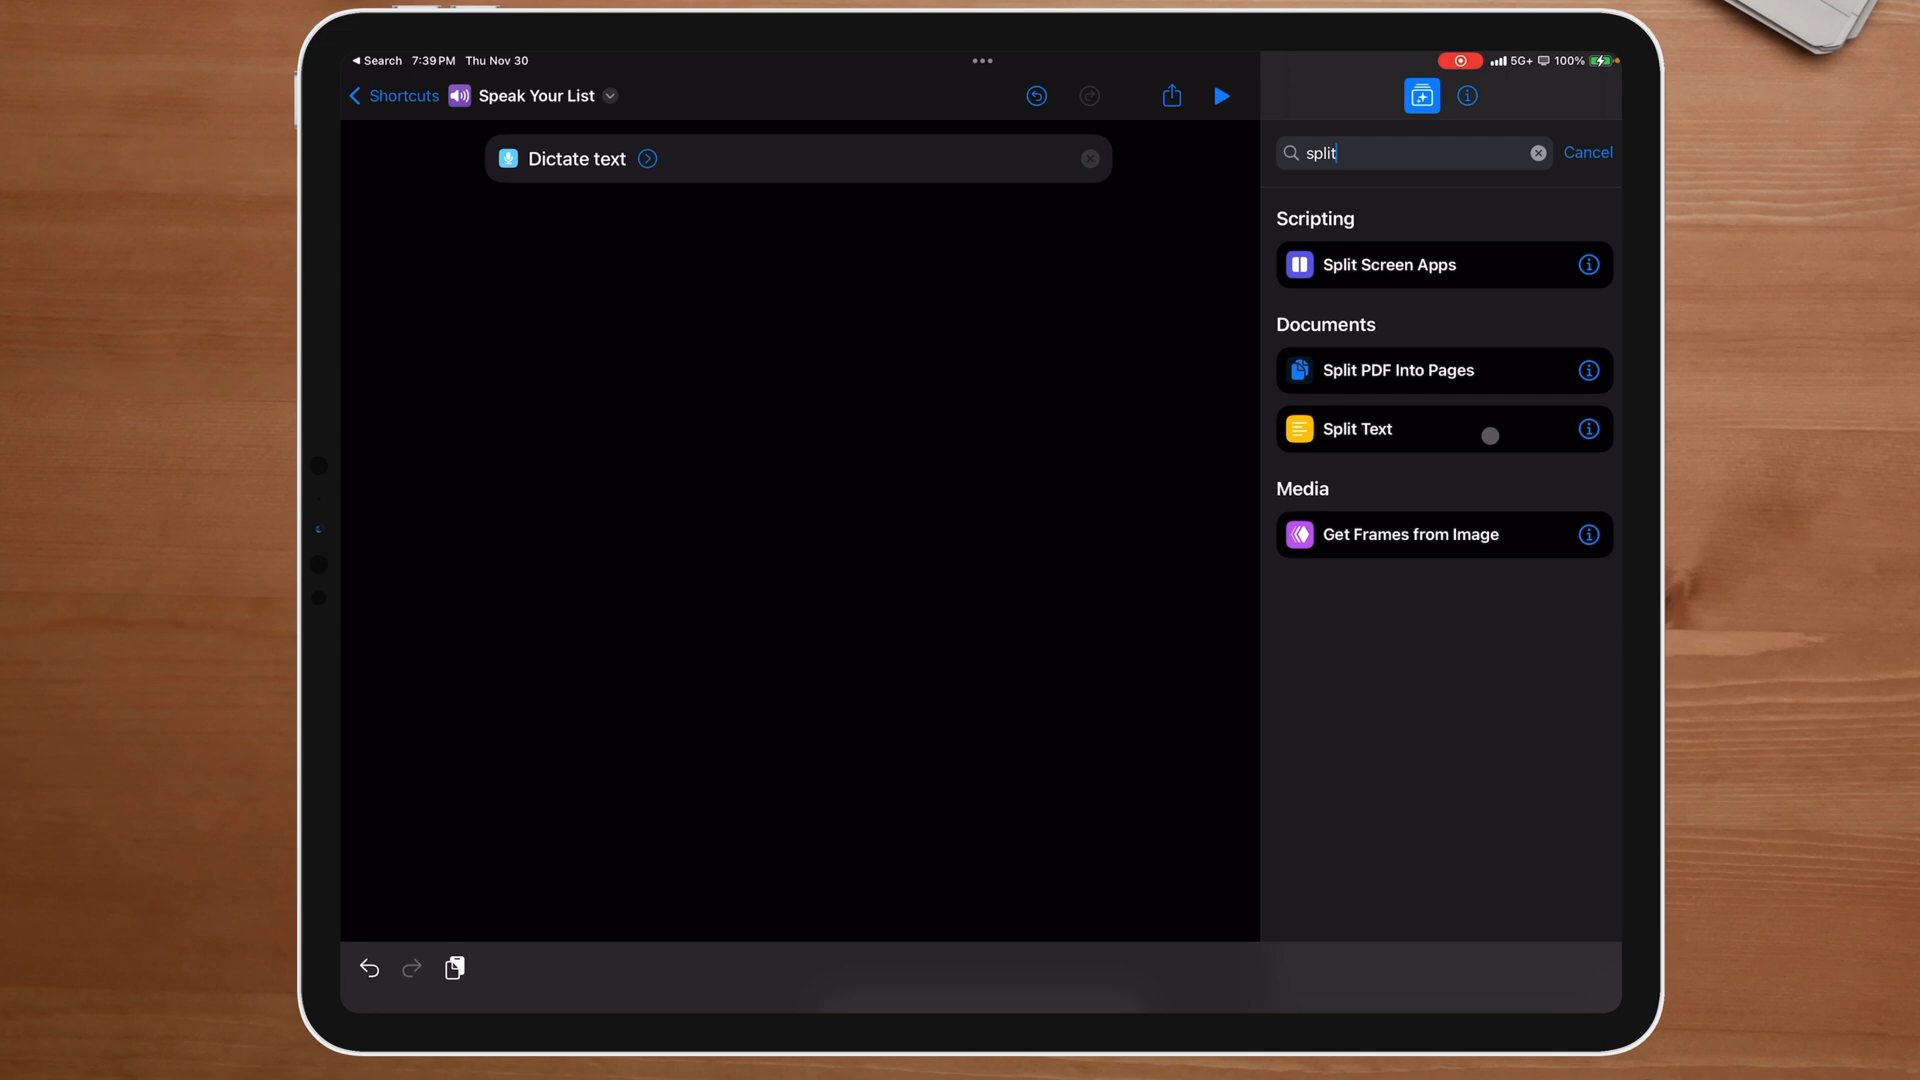 Search 7:39 PM Thu Nov 30
5G+ 100%
Shortcuts Speak Your List
split Cancel
Dictate text
Scripting
Split Screen Apps
Documents
Split PDF Into Pages
Split Text
Media
Get Frames from Image